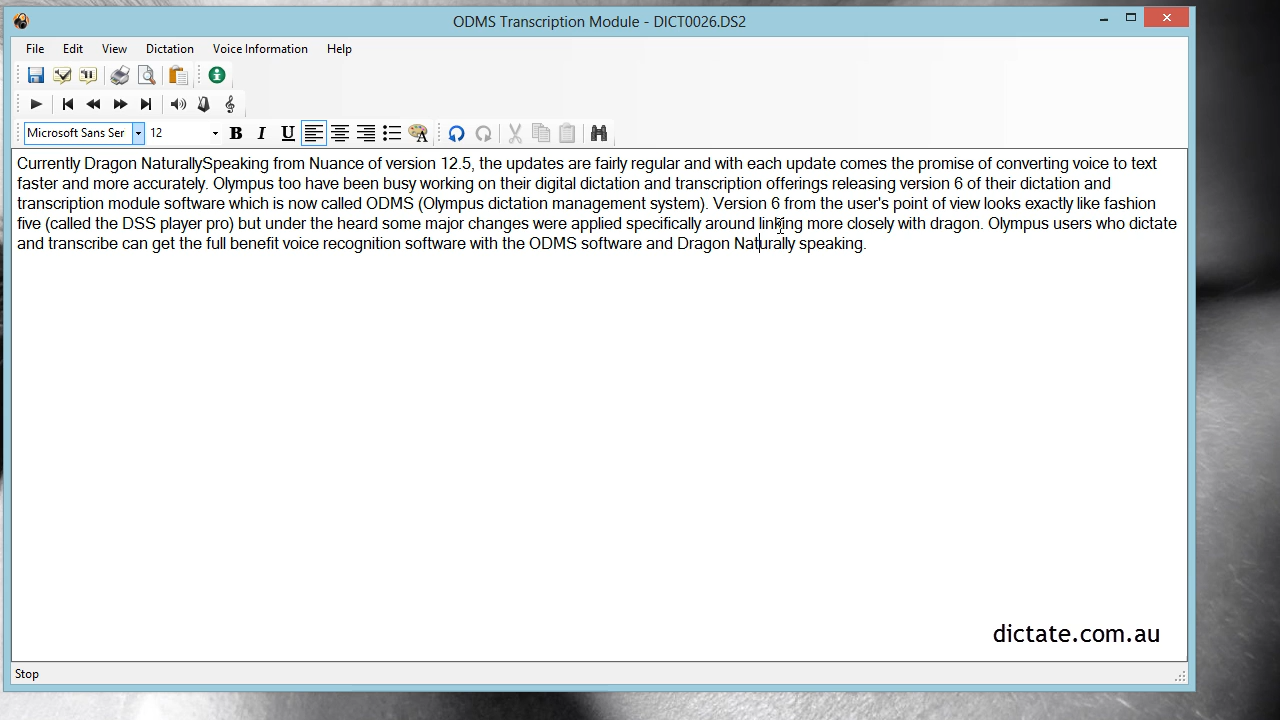 ODMS Transcription Module - DICT0026.DS2
File Edit View Dictation Voice Information Help
Microsoft Sans Ser 12 B I U
Currently Dragon NaturallySpeaking from Nuance of version 12.5, the updates are fairly regular and with each update comes the promise of converting voice to text
faster and more accurately. Olympus too have been busy working on their digital dictation and transcription offerings releasing version 6 of their dictation and
transcription module software which is now called ODMS (Olympus dictation management system). Version 6 from the user's point of view looks exactly like fashion
five (called the DSS player pro) but under the heard some major changes were applied specifically around linking more closely with dragon. Olympus users who dictate
and transcribe can get the full benefit voice recognition software with the ODMS software and Dragon Naturally speaking.
dictate.com.au
Stop